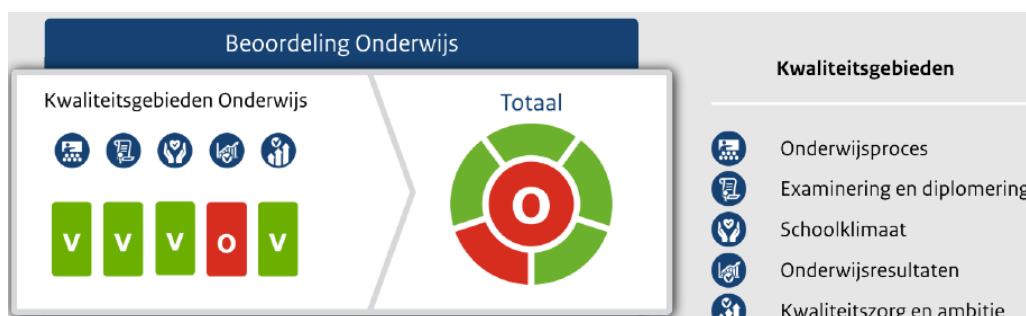 Beoordeling Onderwijs
Kwaliteitsgebieden Onderwijs
V V V O V
Totaal
O
Kwaliteitsgebieden
Onderwijsproces
Examinering en diplomering
Schoolklimaat
Onderwijsresultaten
Kwaliteitszorg en ambitie